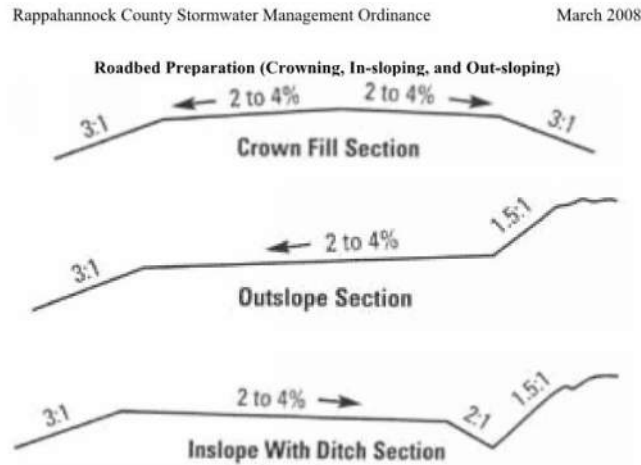 Rappahannock County Stormwater Management Ordinance March 2008
Roadbed Preparation (Crowning, In-sloping, and Out-sloping)
3:1 2 to 4% 2 to 4% 3:1
Crown Fill Section
3:1 2 to 4% 1.5:1
Outslope Section
3:1 2 to 4% 2:1 1.5:1
Inslope With Ditch Section